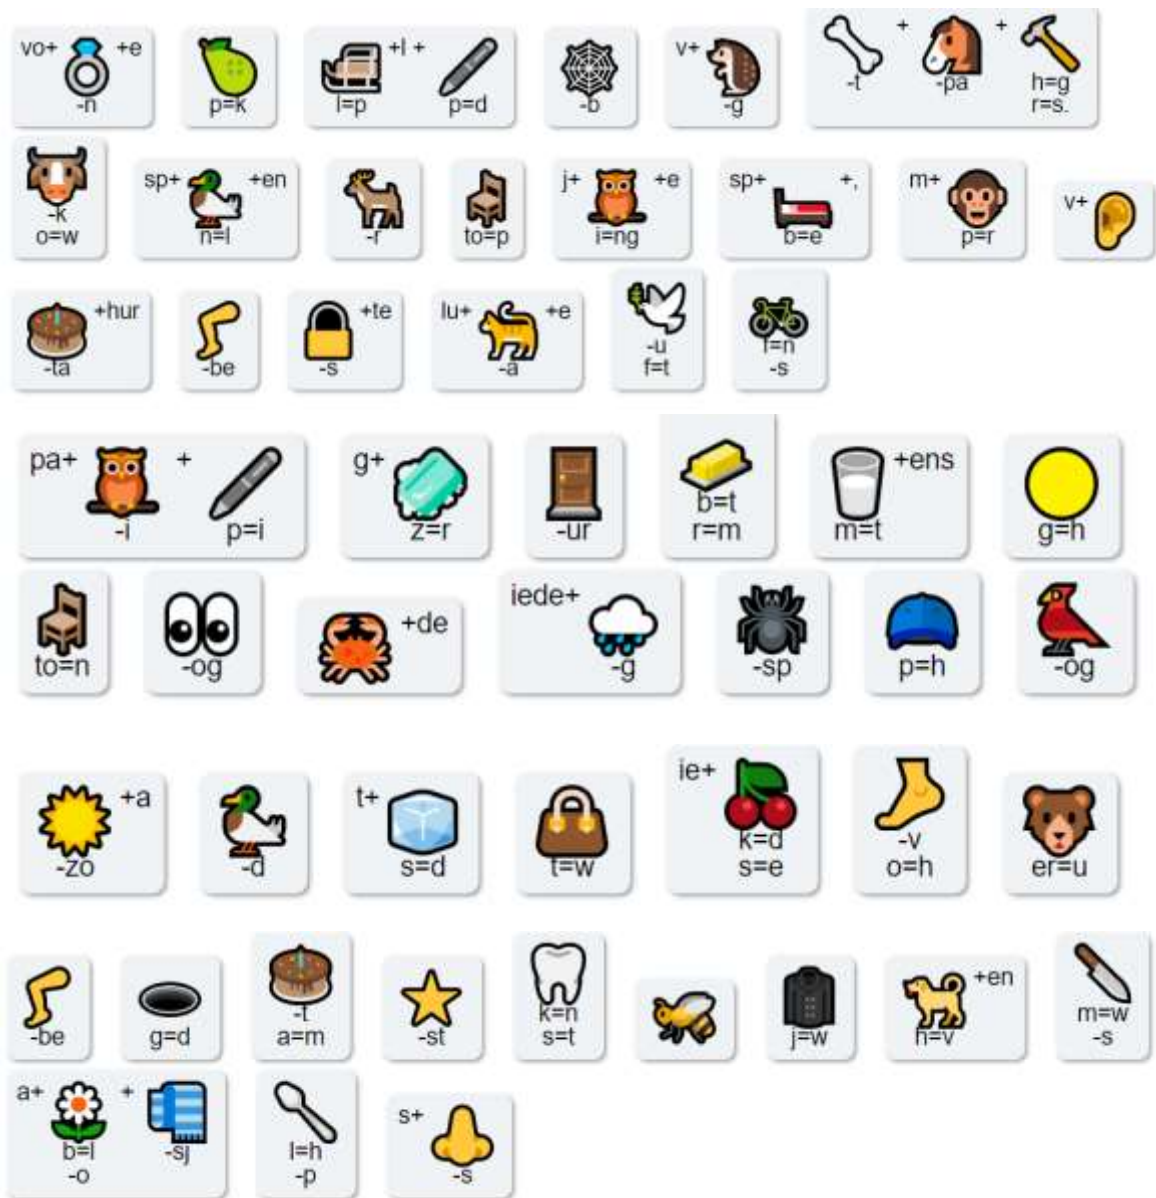 vo+ +e -n p=k l=p +l + p=d -b v+ -g -t + -pa + h=g r=s.
-k o=w sp+ +en n=l -r to=p j+ +e i=ng sp+ +, b=e m+ p=r v+
+hur -ta -be +te -s lu+ +e -a -u f=t f=n -s
pa+ -i + p=i g+ z=r -ur b=t r=m +ens m=t g=h
to=n -og +de iede+ -g -sp p=h -og
+a -zo -d t+ s=d t=w ie+ k=d s=e -v o=h er=u
-be g=d -t a=m -st k=n s=t j=w +en h=v m=w -s
a+ b=l -o + -sj l=h -p s+ -s